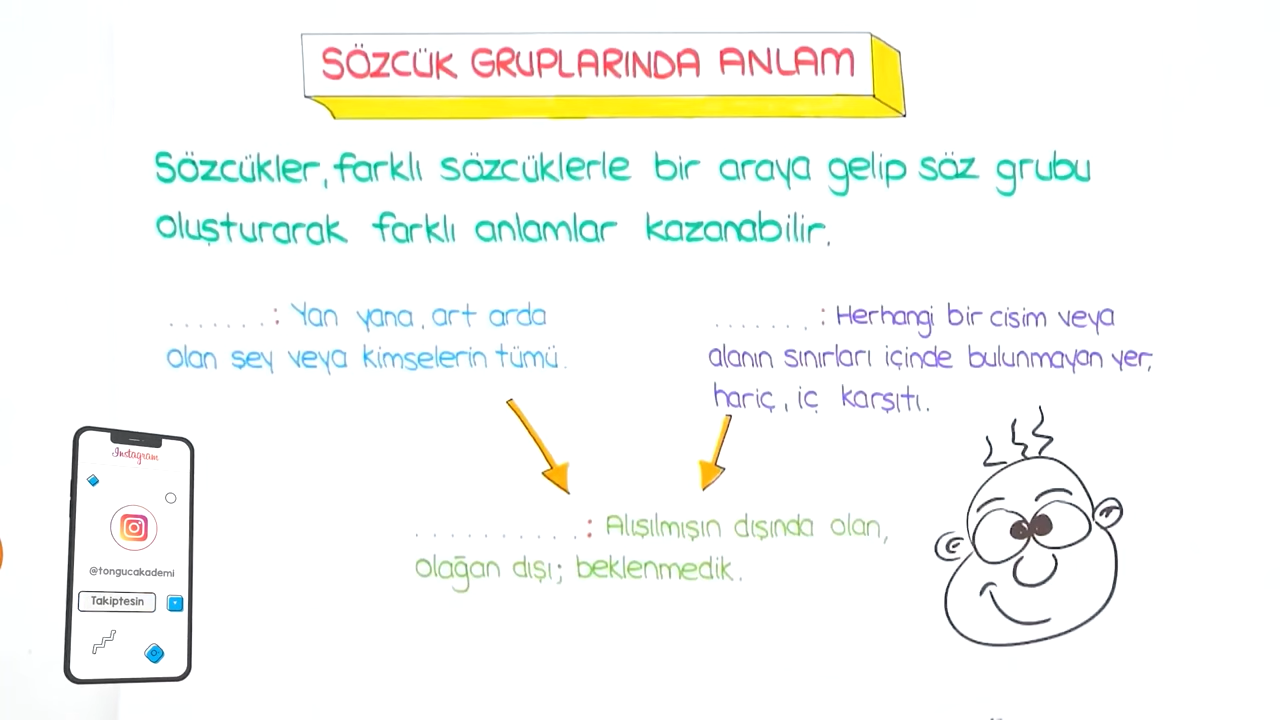 SÖZCÜK GRUPLARINDA ANLAM
Sözcükler, farklı sözcüklerle bir araya gelip söz grubu
oluşturarak farklı anlamlar kazanabilir.
.......: Yan yana, art arda
olan şey veya kimselerin tümü.
.......: Herhangi bir cisim veya
alanın sınırları içinde bulunmayan yer,
hariç, iç karşıtı.
...........: Alışılmışın dışında olan,
olağan dışı; beklenmedik.
Instagram
@tongucakademi
Takiptesin